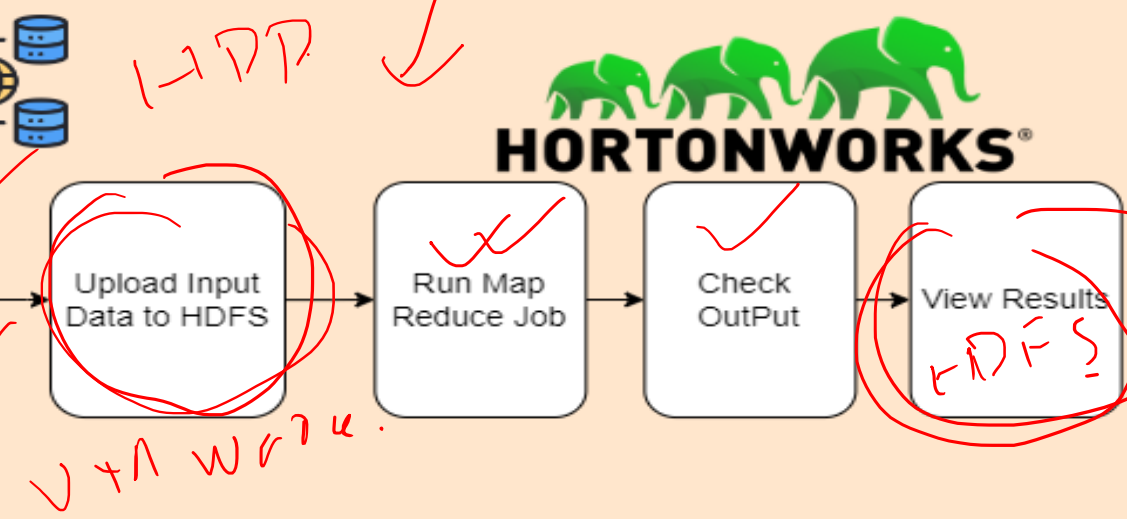 HDP
HORTONWORKS®
Upload Input
Data to HDFS
Run Map
Reduce Job
Check
OutPut
View Results
HDFS